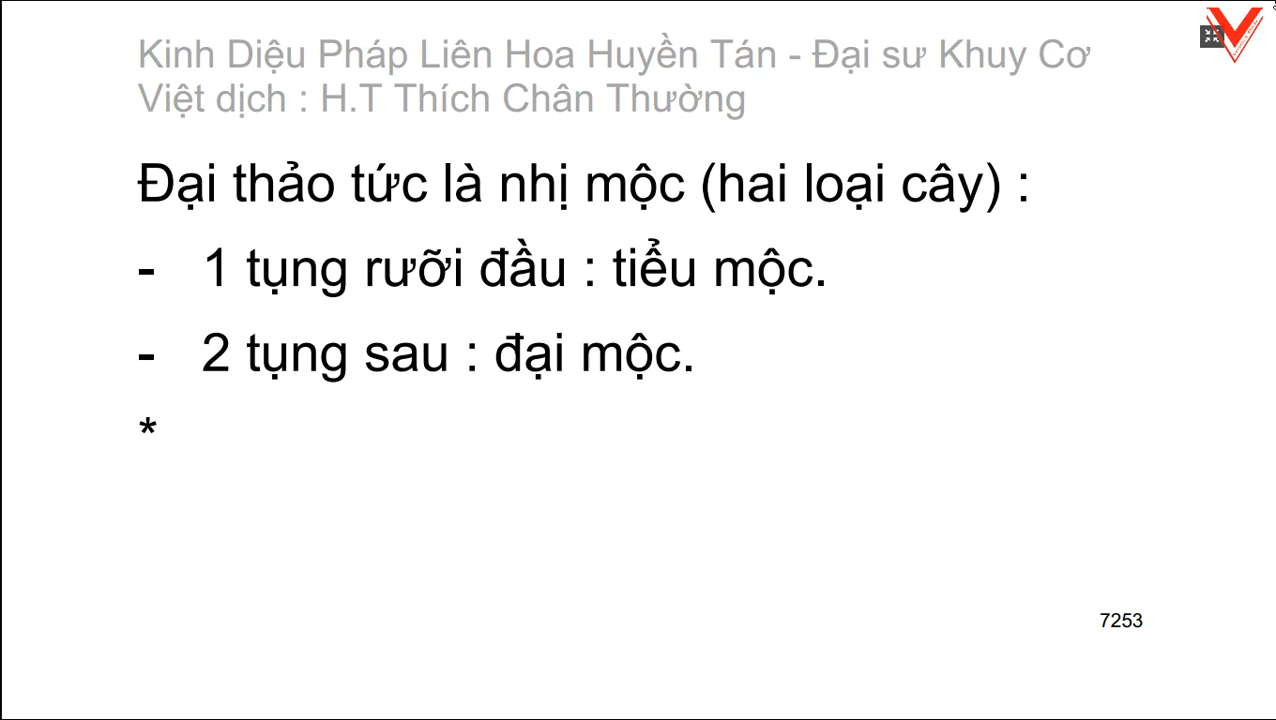 Kinh Diệu Pháp Liên Hoa Huyền Tán - Đại sư Khuy Cơ
Việt dịch : H.T Thích Chân Thường
Đại thảo tức là nhị mộc (hai loại cây) :
- 1 tụng rưỡi đầu : tiểu mộc.
- 2 tụng sau : đại mộc.
*
7253